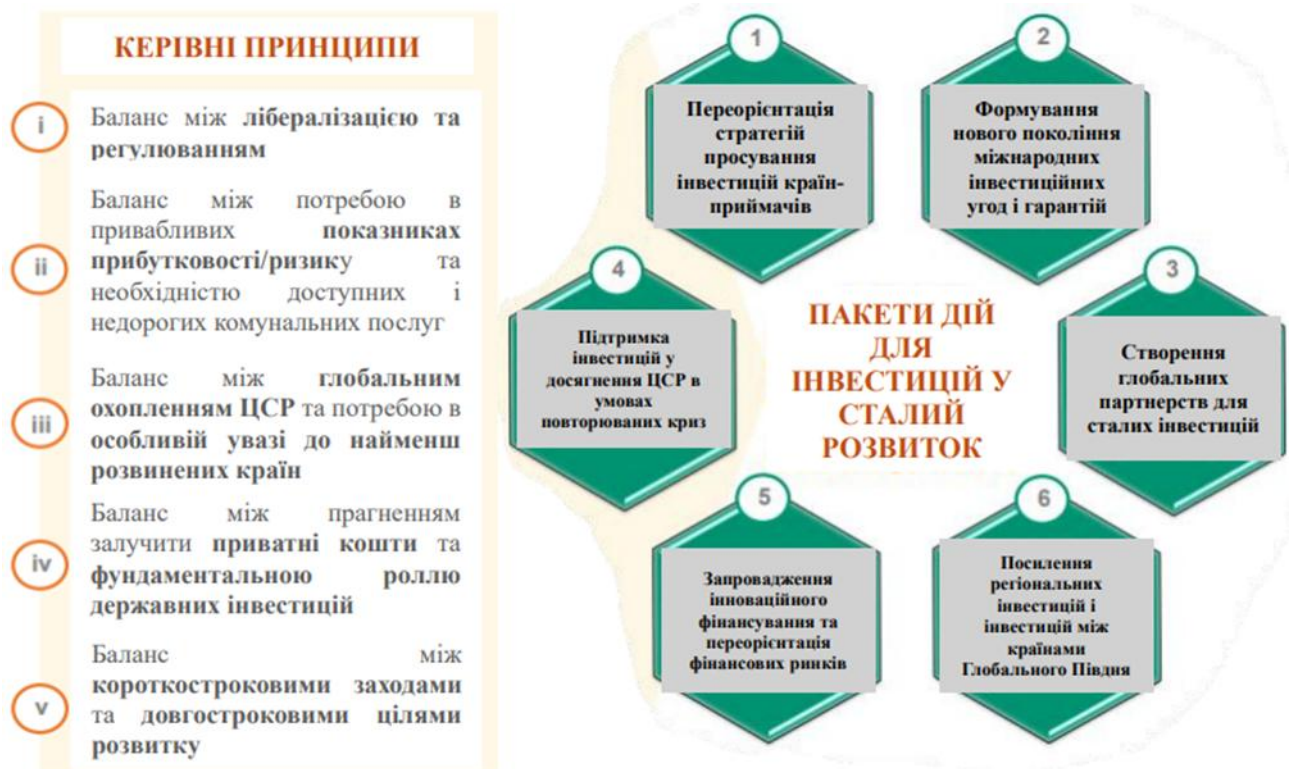 КЕРІВНІ ПРИНЦИПИ
i
Баланс між лібералізацією та
регулюванням
ii
Баланс між потребою в
привабливих показниках
прибутковості/ризику та
необхідністю доступних і
недорогих комунальних послуг
iii
Баланс між глобальним
охопленням ЦСР та потребою в
особливій увазі до найменш
розвинених країн
iv
Баланс між прагненням
залучити приватні кошти та
фундаментальною роллю
державних інвестицій
v
Баланс між
короткостроковими заходами
та довгостроковими цілями
розвитку
ПАКЕТИ ДІЙ
ДЛЯ
ІНВЕСТИЦІЙ У
СТАЛИЙ
РОЗВИТОК
1
Переорієнтація
стратегій
просування
інвестицій країн-
приймачів
2
Формування
нового покоління
міжнародних
інвестиційних
угод і гарантій
3
Створення
глобальних
партнерств для
сталих інвестицій
4
Підтримка
інвестицій у
досягнення ЦСР в
умовах
повторюваних криз
5
Запровадження
інноваційного
фінансування та
переорієнтація
фінансових ринків
6
Посилення
регіональних
інвестицій і
інвестицій між
країнами
Глобального Півдня